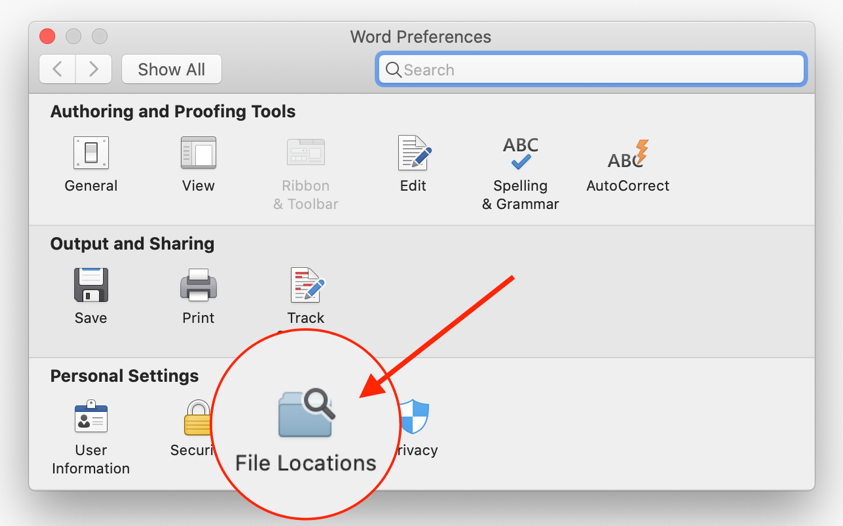 Word Preferences
Show All
Search
Authoring and Proofing Tools
General
View
Ribbon
& Toolbar
Edit
ABC
Spelling
& Grammar
ABC
AutoCorrect
Output and Sharing
Save
Print
Track
Personal Settings
User
Information
Securi
File Locations
rivacy